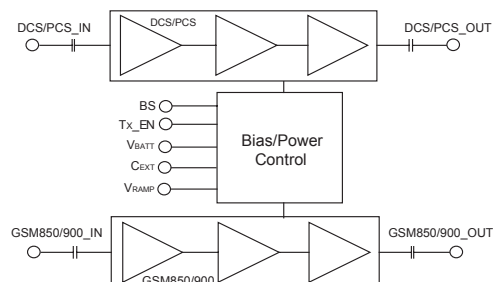 DCS/PCS_IN
DCS/PCS
DCS/PCS_OUT
BS
Tx_EN
VBATT
CEXT
VRAMP
Bias/Power
Control
GSM850/900_IN
GSM850/900_OUT
GSM850/900